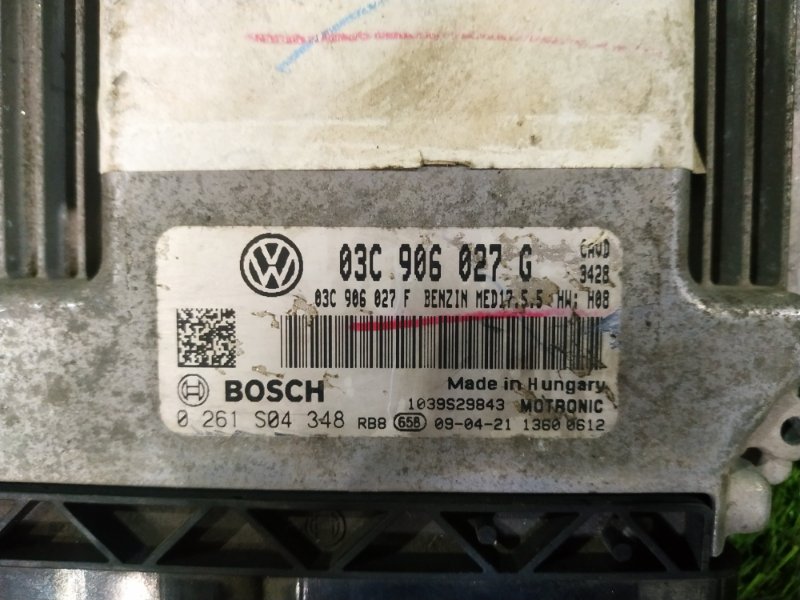 03C 906 027 G CAVD
3428
03C 906 027 F BENZIN MED17.5.5 HW: H08
BOSCH Made in Hungary
1039S29843 MOTRONIC
0 261 S04 348 RB8 658 09-04-21 1360 0612